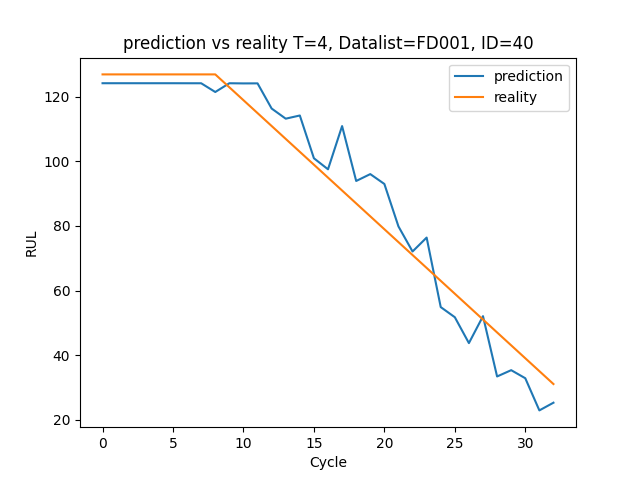 prediction vs reality T=4, Datalist=FD001, ID=40
prediction
reality
RUL
120
100
80
60
40
20
0 5 10 15 20 25 30
Cycle